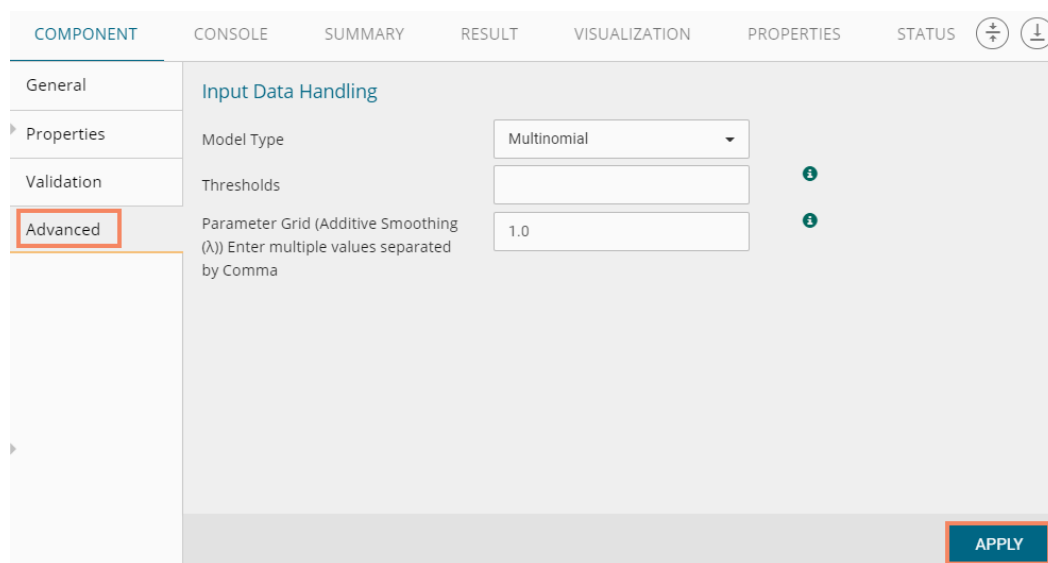 COMPONENT CONSOLE SUMMARY RESULT VISUALIZATION PROPERTIES STATUS
General
Properties
Validation
Advanced
Input Data Handling
Model Type
Multinomial
Thresholds
Parameter Grid (Additive Smoothing
(λ)) Enter multiple values separated
by Comma
1.0
APPLY